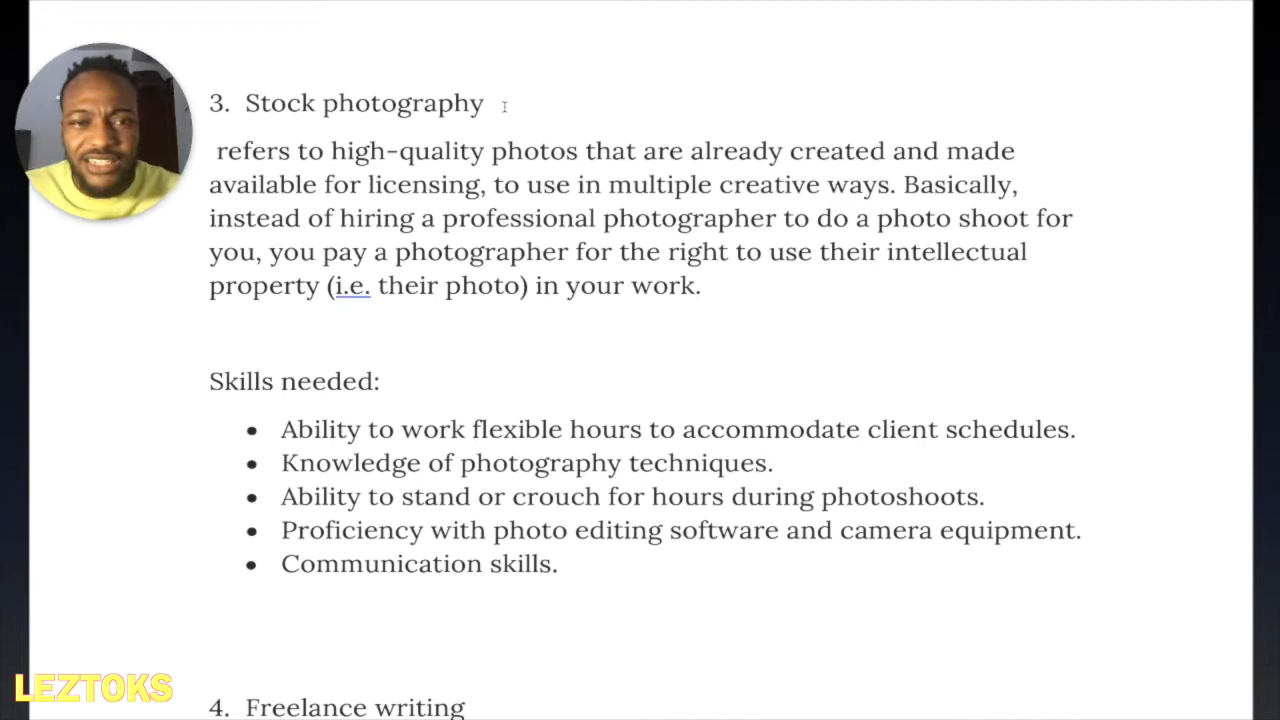 3. Stock photography
refers to high-quality photos that are already created and made
available for licensing, to use in multiple creative ways. Basically,
instead of hiring a professional photographer to do a photo shoot for
you, you pay a photographer for the right to use their intellectual
property (i.e. their photo) in your work.
Skills needed:
• Ability to work flexible hours to accommodate client schedules.
• Knowledge of photography techniques.
• Ability to stand or crouch for hours during photoshoots.
• Proficiency with photo editing software and camera equipment.
• Communication skills.
LEZTOKS
4. Freelance writing